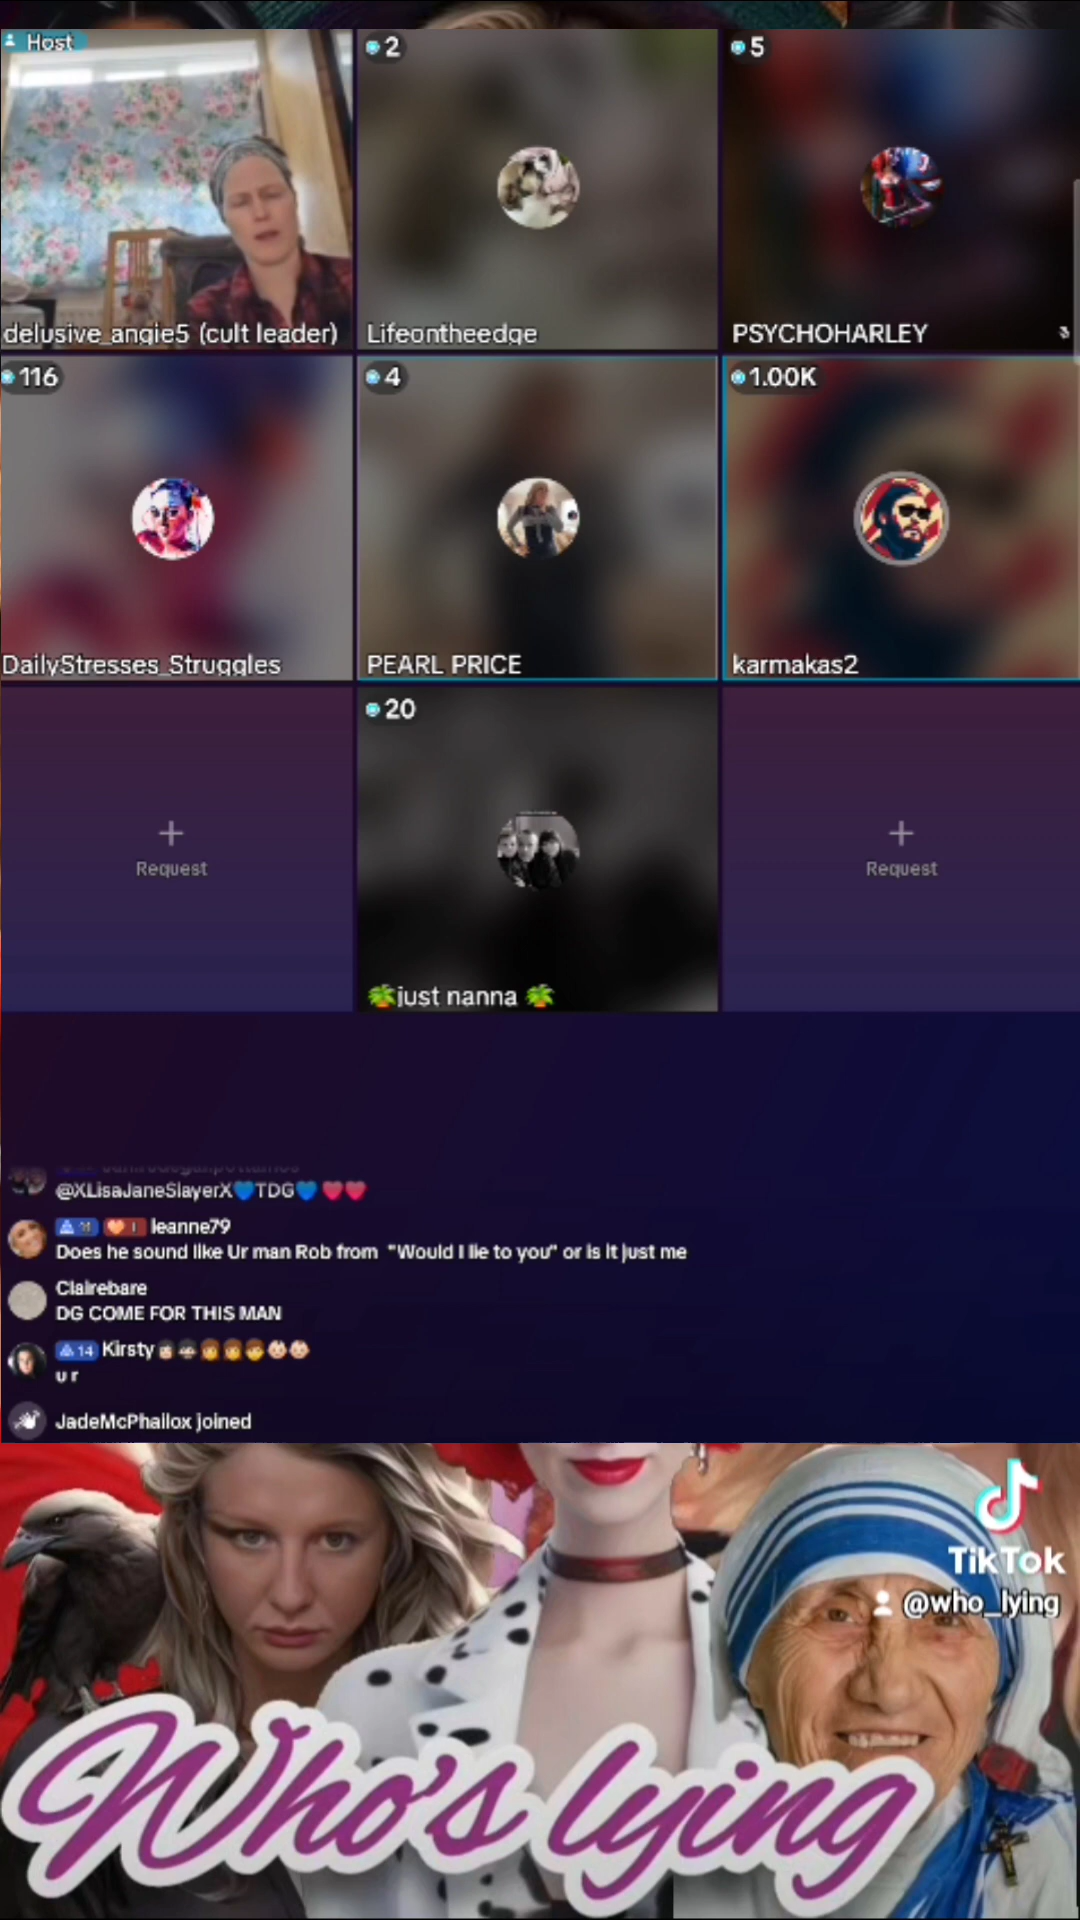 Host
2
5
delusive_angie5 (cult leader)
Lifeontheedge
PSYCHOHARLEY
116
4
1.00K
DailyStresses_Struggles
PEARL PRICE
karmakas2
20
Request
Request
🌴just nanna 🌴
@XLisaJaneSlayerX💙TDG💙 ❤️❤️
leanne79
Does he sound like Ur man Rob from "Would I lie to you" or is it just me
Clairebare
DG COME FOR THIS MAN
14 Kirsty
u r
JadeMcPhailox joined
TikTok
@who_lying
Who's lying